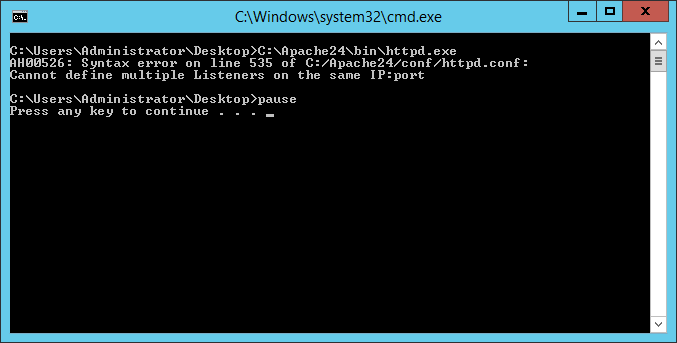 C:\Windows\system32\cmd.exe
C:\Users\Administrator\Desktop>C:\Apache24\bin\httpd.exe
AH00526: Syntax error on line 535 of C:/Apache24/conf/httpd.conf:
Cannot define multiple Listeners on the same IP:port
C:\Users\Administrator\Desktop>pause
Press any key to continue . . .